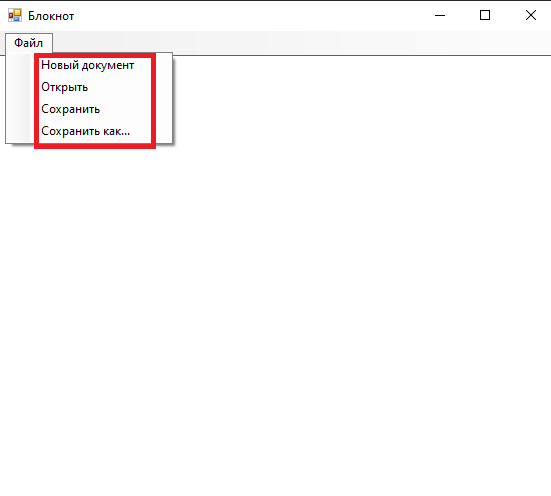 Блокнот
Файл
Новый документ
Открыть
Сохранить
Сохранить как...